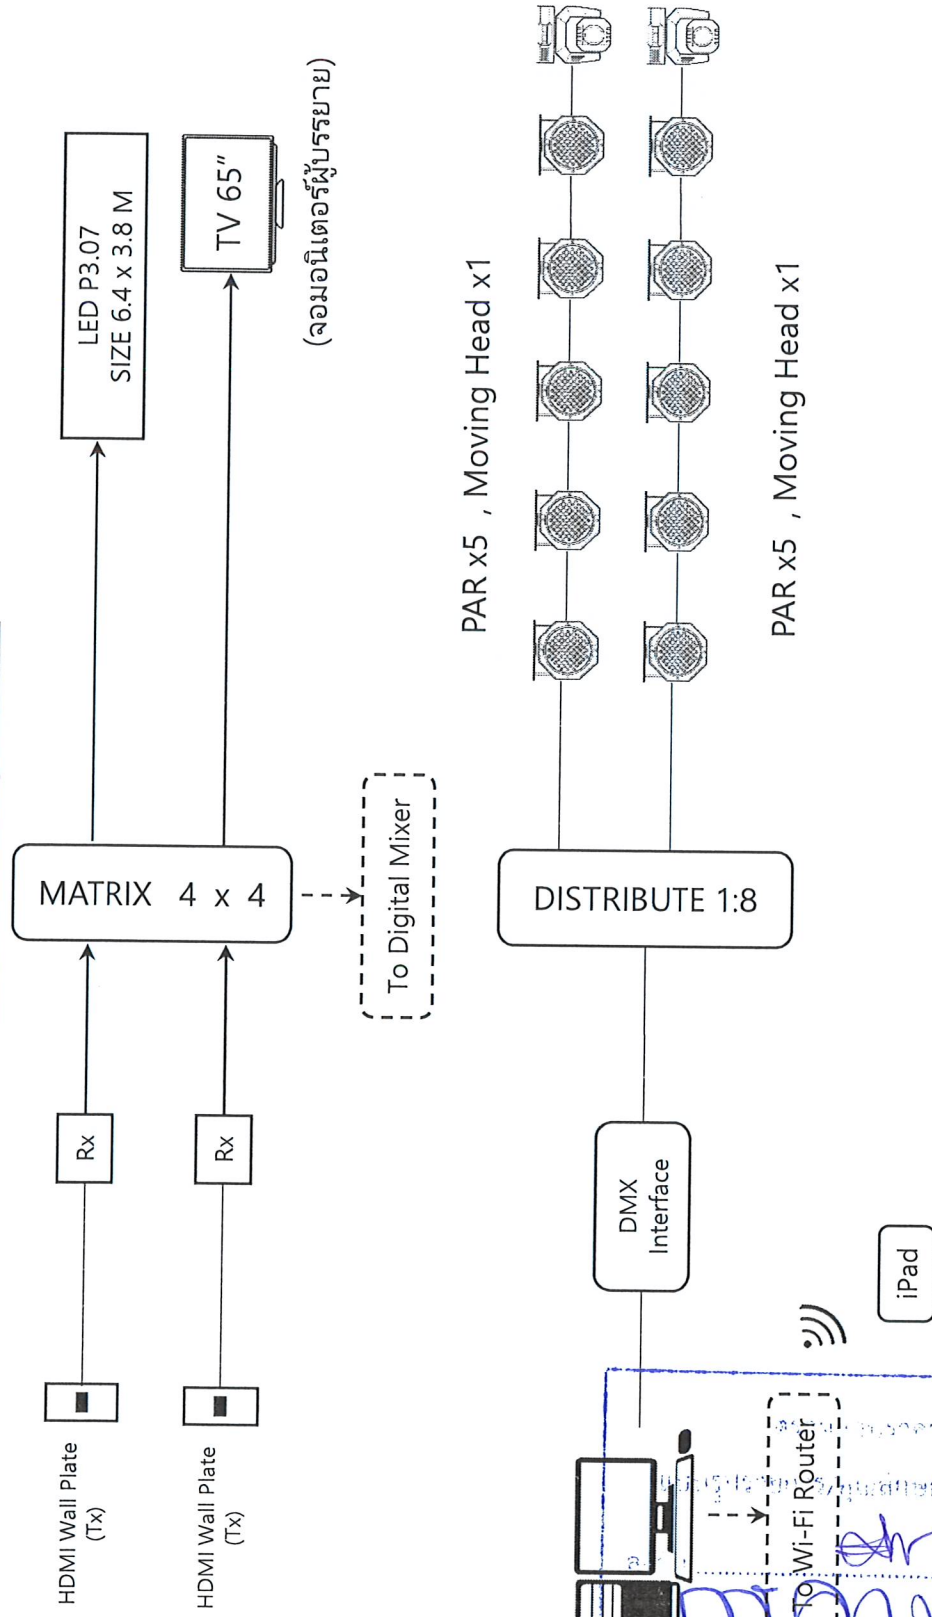 HDMI Wall Plate
(Tx)
Rx
HDMI Wall Plate
(Tx)
Rx
MATRIX 4 x 4
LED P3.07
SIZE 6.4 x 3.8 M
TV 65”
(จอมอนิเตอร์ผู้บรรยาย)
To Digital Mixer
PAR x5 , Moving Head x1
DMX
Interface
DISTRIBUTE 1:8
PAR x5 , Moving Head x1
To Wi-Fi Router
iPad